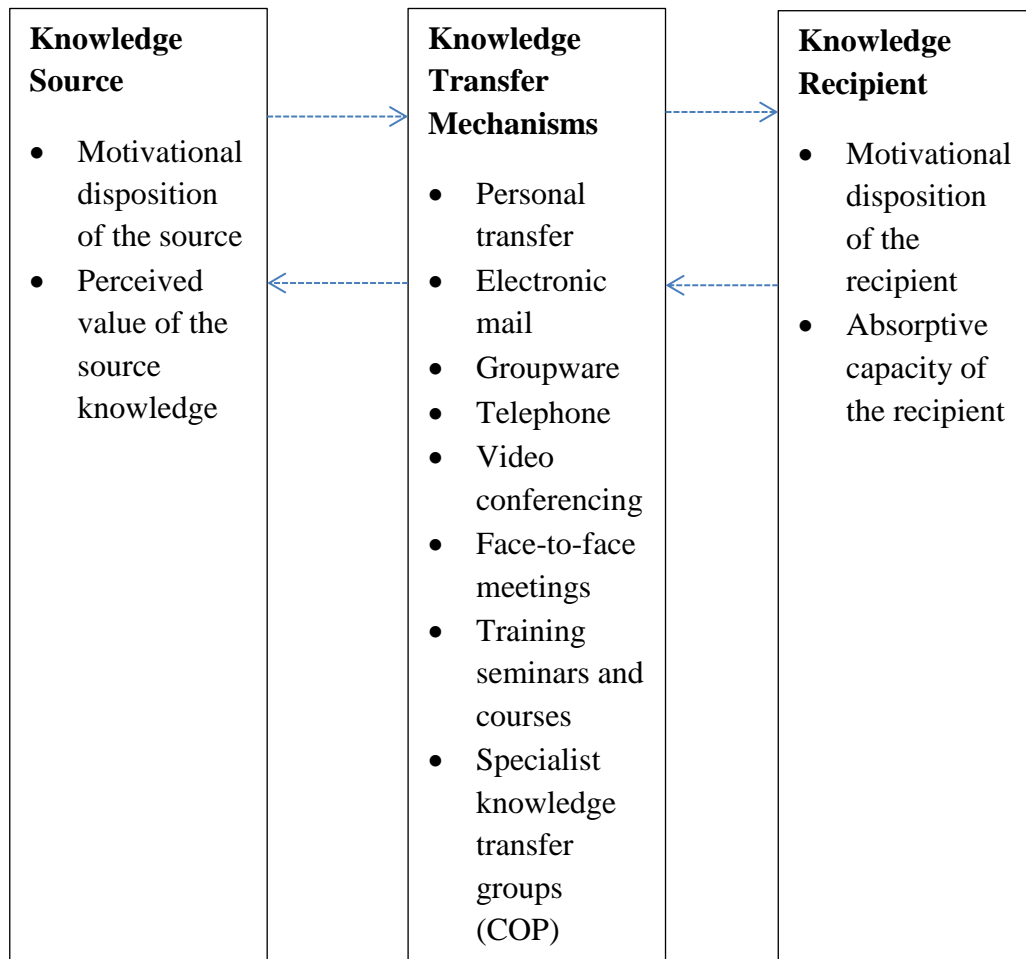 Knowledge
Source
• Motivational
disposition
of the source
• Perceived
value of the
source
knowledge
Knowledge
Transfer
Mechanisms
• Personal
transfer
• Electronic
mail
• Groupware
• Telephone
• Video
conferencing
• Face-to-face
meetings
• Training
seminars and
courses
• Specialist
knowledge
transfer
groups
(COP)
Knowledge
Recipient
• Motivational
disposition
of the
recipient
• Absorptive
capacity of
the recipient